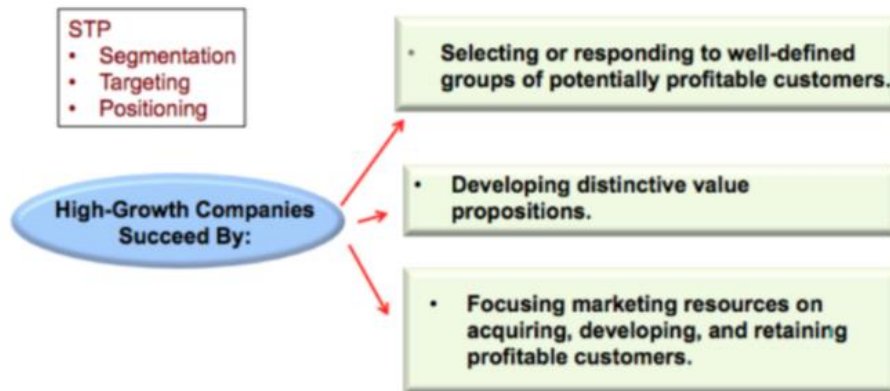 STP
• Segmentation
• Targeting
• Positioning
• Selecting or responding to well-defined
groups of potentially profitable customers.
High-Growth Companies
Succeed By:
• Developing distinctive value
propositions.
• Focusing marketing resources on
acquiring, developing, and retaining
profitable customers.